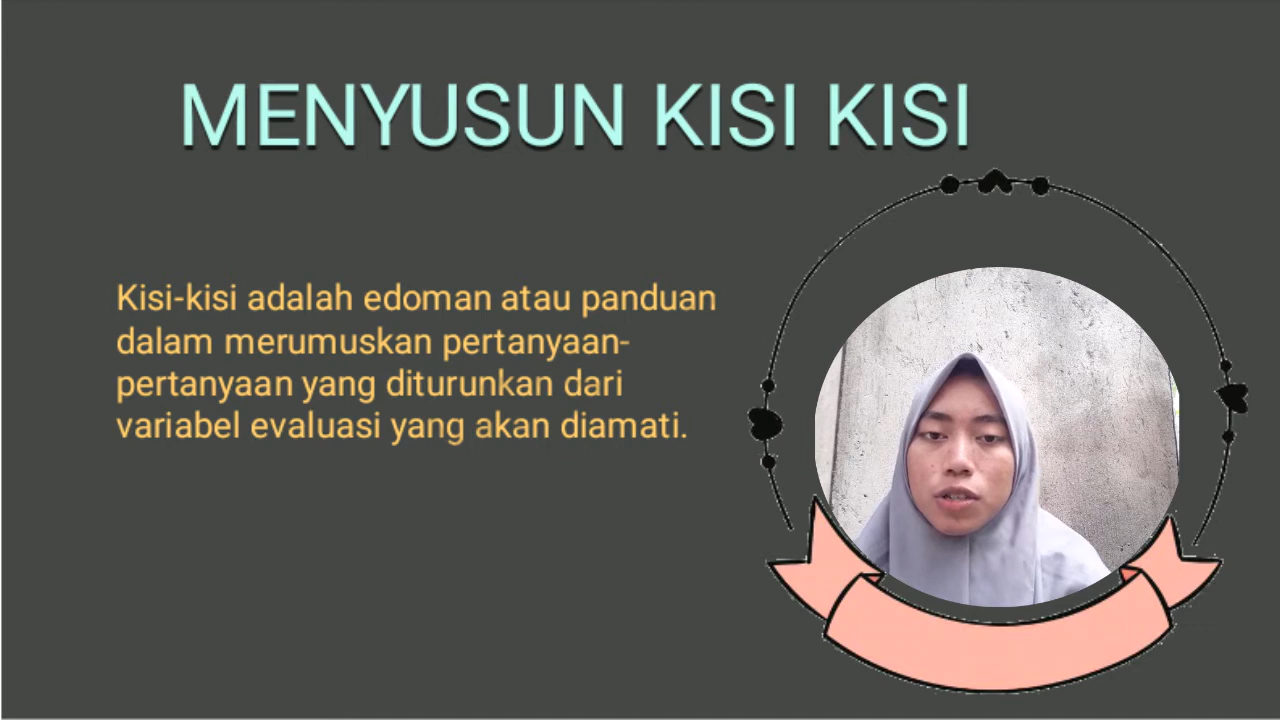 MENYUSUN KISI KISI
Kisi-kisi adalah edoman atau panduan
dalam merumuskan pertanyaan-
pertanyaan yang diturunkan dari
variabel evaluasi yang akan diamati.